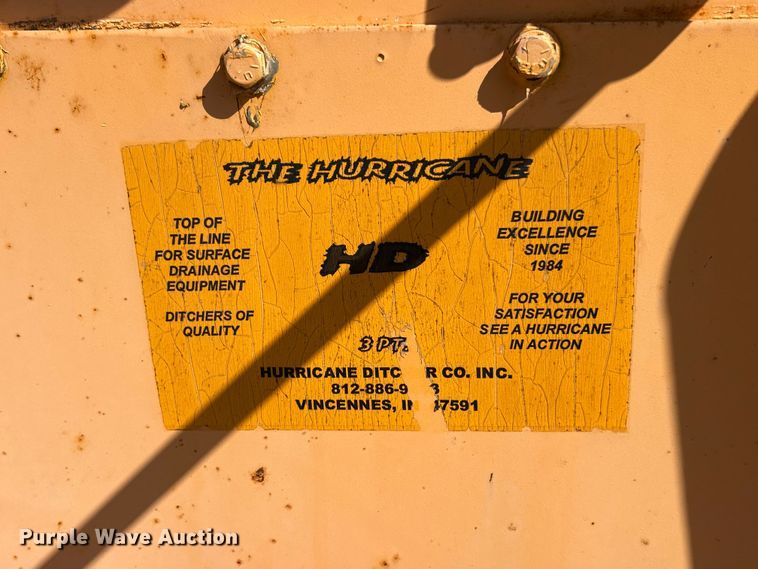 THE HURRICANE
TOP OF
THE LINE
FOR SURFACE
DRAINAGE
EQUIPMENT
DITCHERS OF
QUALITY
HD
BUILDING
EXCELLENCE
SINCE
1984
FOR YOUR
SATISFACTION
SEE A HURRICANE
IN ACTION
3 PT.
HURRICANE CO. INC.
VINCENNES,
Purple Wave Auction